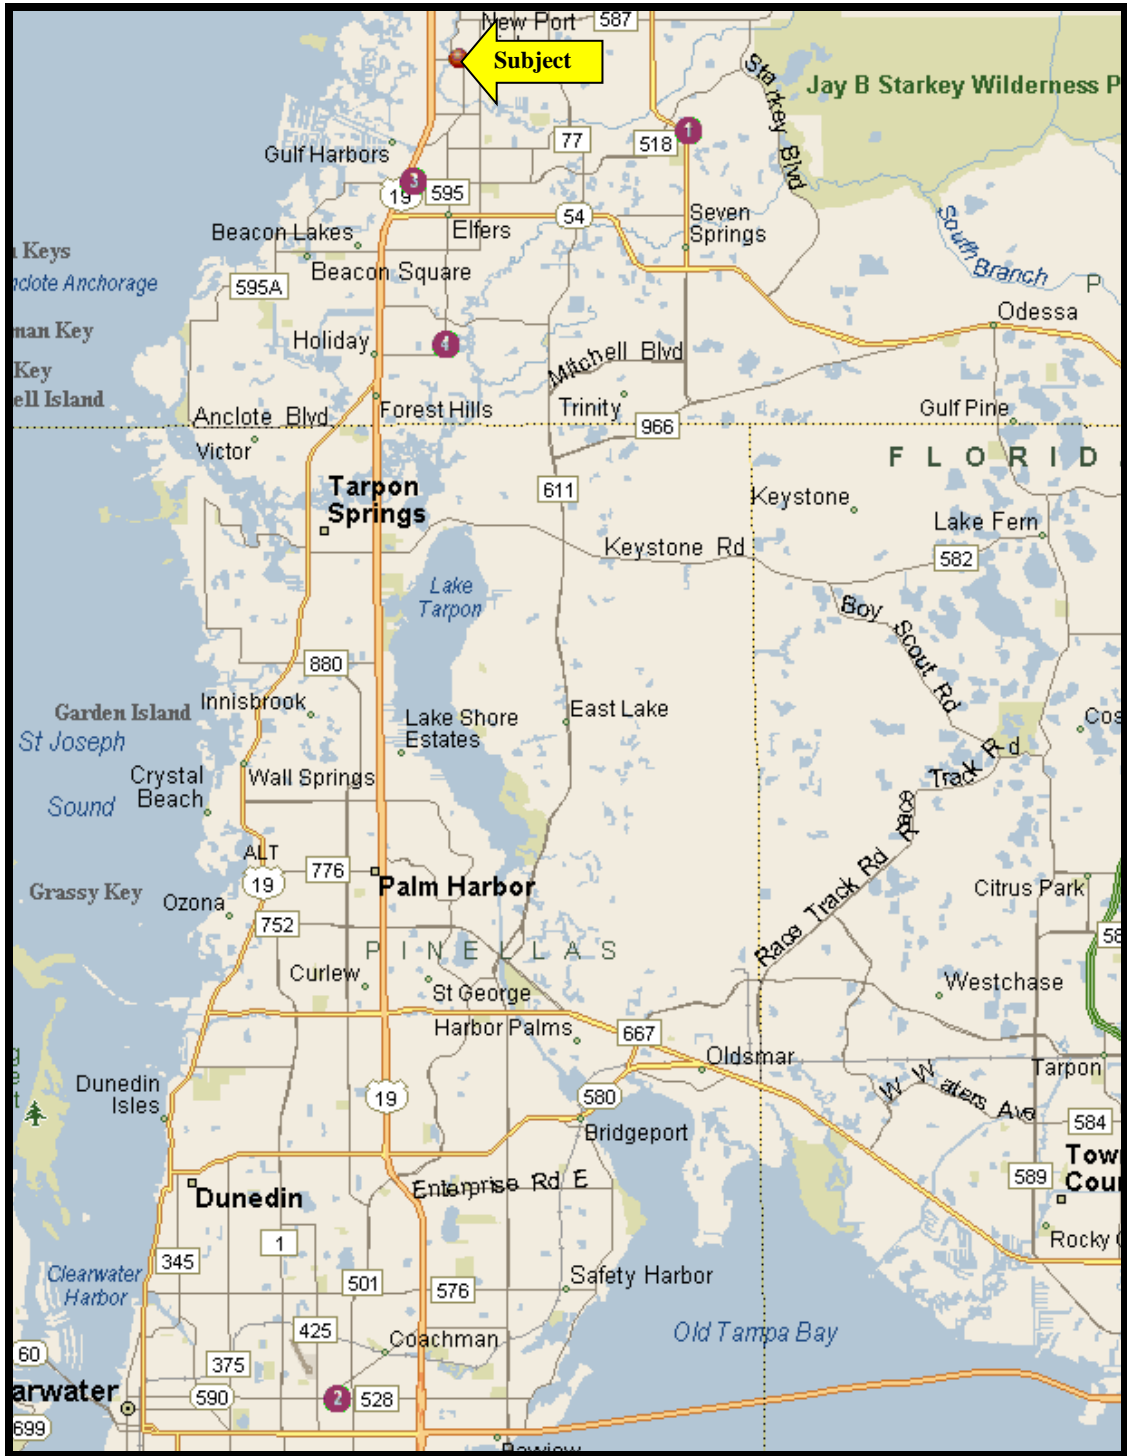 New Port
587
Subject
Jay B Starkey Wilderness P
Starkey Blvd
1
77
518
Gulf Harbors
3
19
595
54
Seven
Springs
Elfers
Beacon Lakes
Beacon Square
South Branch
Keys
Anchorage
595A
P
Odessa
man Key
Holiday
4
Mitchell Blvd
Key
ell Island
Trinity
Forest Hills
Gulf Pine
Anclote Blvd
966
Victor
F L O R I D
Tarpon
Springs
611
Keystone
Lake Fern
Keystone Rd
582
Lake
Tarpon
Boy Scout Rd
880
Innisbrook
Garden Island
East Lake
Lake Shore
Estates
Cos
St Joseph
Sound
Crystal
Beach
Wall Springs
Track Rd
Race Track Rd
ALT
19
776
Palm Harbor
Citrus Park
Grassy Key
Ozona
752
58
P I N E L L A S
Curlew
St George
Westchase
Harbor Palms
667
Oldsmar
Tarpon
Dunedin
Isles
19
580
W Waters Ave
584
Bridgeport
Town
Cou
589
Enterprise Rd E
Dunedin
1
Rocky
345
Clearwater
Harbor
501
576
Safety Harbor
425
Coachman
Old Tampa Bay
60
375
arwater
590
2
528
699